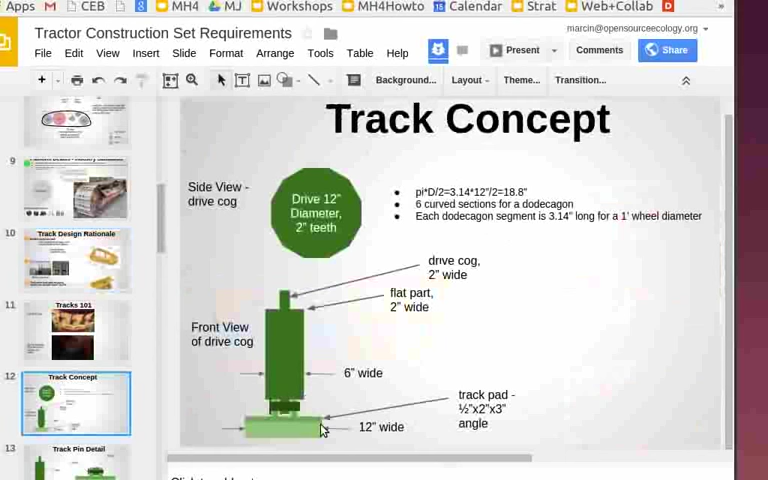 Apps CEB MH4 MJ Workshops MH4Howto Calendar Strat Web+Collab D
Tractor Construction Set Requirements
marcin@opensourceecology.org
File Edit View Insert Slide Format Arrange Tools Table Help
Present Comments Share
Background... Layout Theme... Transition...
9
10
Track Design Rationale
11
Tracks 101
12
Track Concept
13
Track Pin Detail
Track Concept
Side View -
drive cog
Drive 12”
Diameter,
2” teeth
● pi*D/2=3.14*12”/2=18.8”
● 6 curved sections for a dodecagon
● Each dodecagon segment is 3.14” long for a 1’ wheel diameter
drive cog,
2” wide
flat part,
2” wide
Front View
of drive cog
6” wide
track pad -
½”x2”x3”
angle
12” wide